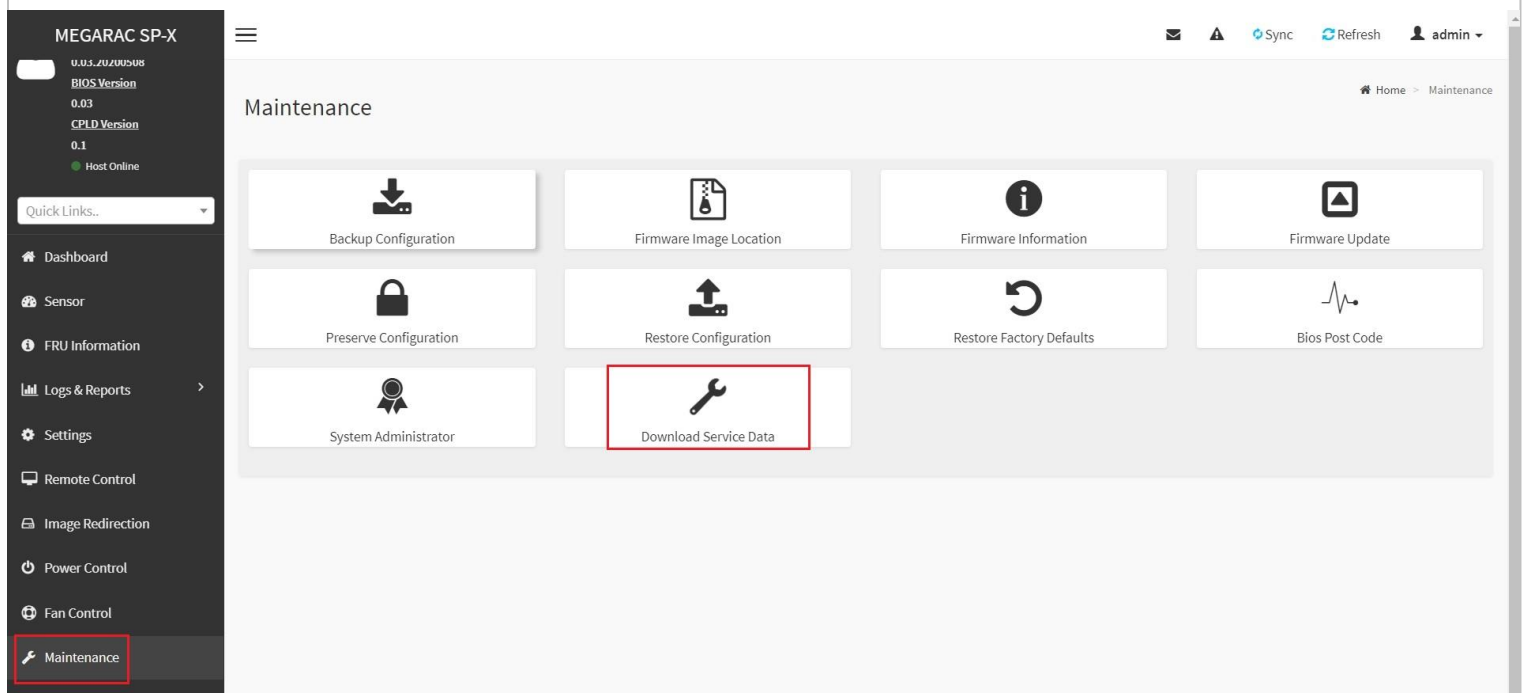 MEGARAC SP-X
Sync
Refresh
admin
0.03.20200508
BIOS Version
0.03
CPLD Version
0.1
Host Online
Quick Links..
Dashboard
Sensor
FRU Information
Logs & Reports
Settings
Remote Control
Image Redirection
Power Control
Fan Control
Maintenance
Maintenance
Home > Maintenance
Backup Configuration
Firmware Image Location
Firmware Information
Firmware Update
Preserve Configuration
Restore Configuration
Restore Factory Defaults
Bios Post Code
System Administrator
Download Service Data